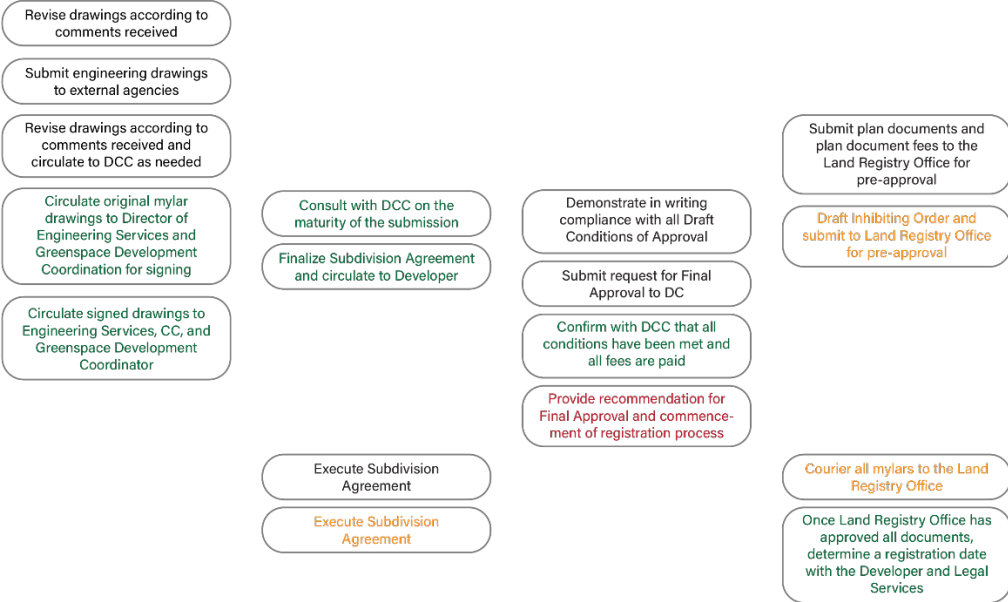 Revise drawings according to
comments received
Submit engineering drawings
to external agencies
Revise drawings according to
comments received and
circulate to DCC as needed
Circulate original mylar
drawings to Director of
Engineering Services and
Greenspace Development
Coordination for signing
Circulate signed drawings to
Engineering Services, CC, and
Greenspace Development
Coordinator
Consult with DCC on the
maturity of the submission
Finalize Subdivision Agreement
and circulate to Developer
Execute Subdivision
Agreement
Execute Subdivision
Agreement
Demonstrate in writing
compliance with all Draft
Conditions of Approval
Submit request for Final
Approval to DC
Confirm with DCC that all
conditions have been met and
all fees are paid
Provide recommendation for
Final Approval and commence-
ment of registration process
Submit plan documents and
plan document fees to the
Land Registry Office for
pre-approval
Draft Inhibiting Order and
submit to Land Registry Office
for pre-approval
Courier all mylars to the Land
Registry Office
Once Land Registry Office has
approved all documents,
determine a registration date
with the Developer and Legal
Services